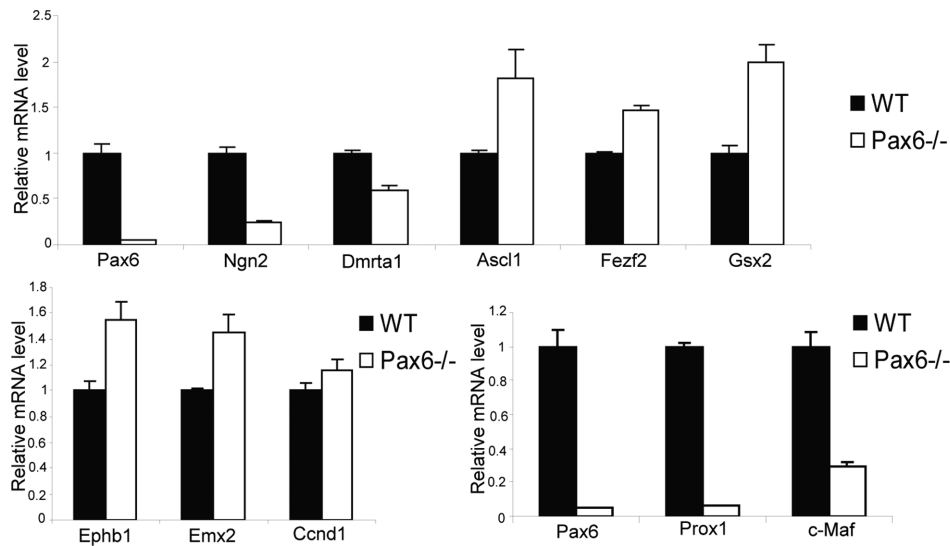 Relative mRNA level
2.5
2
1.5
1
0.5
0
Pax6 Ngn2 Dmrta1 Ascl1 Fezf2 Gsx2
WT
Pax6-/-
Relative mRNA level
1.8
1.6
1.4
1.2
1
0.8
0.6
0.4
0.2
0
Ephb1 Emx2 Ccnd1
WT
Pax6-/-
Relative mRNA level
1.2
1
0.8
0.6
0.4
0.2
0
Pax6 Prox1 c-Maf
WT
Pax6-/-